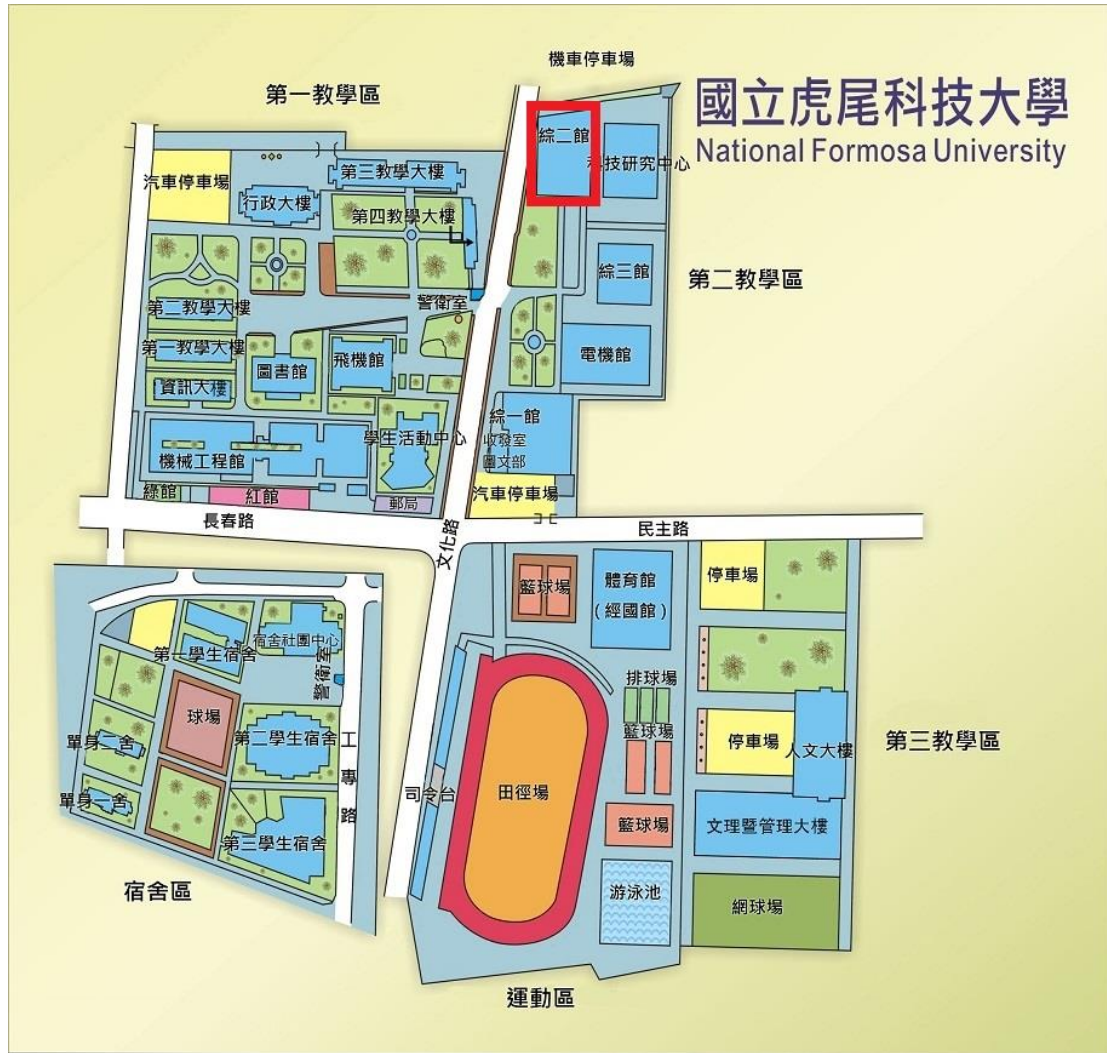 機車停車場
國立虎尾科技大學
National Formosa University
第一教學區
綜二館
科技研究中心
汽車停車場
第三教學大樓
行政大樓
第四教學大樓
綜三館
第二教學區
警衛室
第二教學大樓
第一教學大樓
圖書館
飛機館
電機館
資訊大樓
綜一館
收發室
圖文部
學生活動中心
機械工程館
綠館
紅館
郵局
汽車停車場
長春路
文化路
民主路
籃球場
體育館
(經國館)
停車場
第一學生宿舍
宿舍社團中心
警衛室
排球場
籃球場
球場
單身二舍
第二學生宿舍
工專路
停車場
人文大樓
第三教學區
單身一舍
司令台
田徑場
籃球場
文理暨管理大樓
第三學生宿舍
宿舍區
游泳池
網球場
運動區